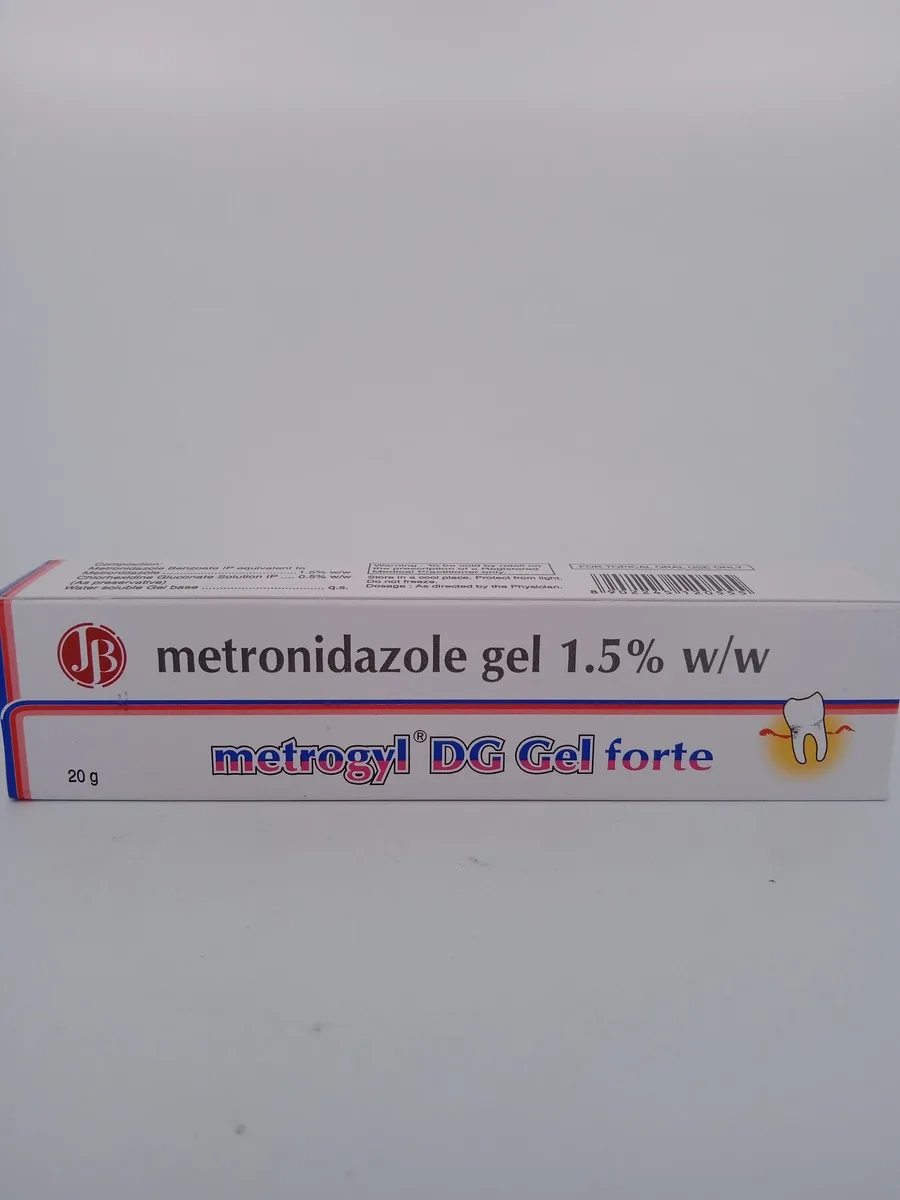 Composition:
Metronidazole Benzoate IP equivalent to
Metronidazole ........................................ 1.5% w/w
Chlorhexidine Gluconate Solution IP .... 0.5% w/w
(As preservative)
Water soluble Gel base .................................... q.s.
Warning : To be sold by retail on
the prescription of a Registered
Medical Practitioner only.
Store in a cool place. Protect from light.
Do not freeze.
Dosage : As directed by the Physician.
FOR TOPICAL ORAL USE ONLY
JB
metronidazole gel 1.5% w/w
metrogyl® DG Gel forte
20 g